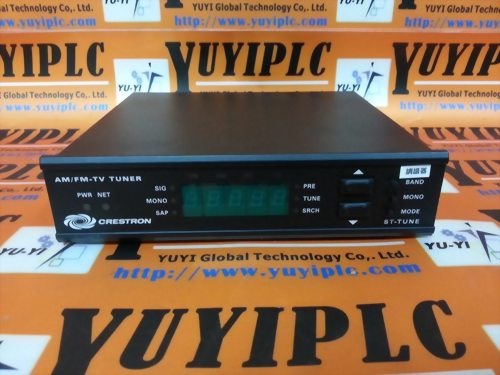 YUYI Global Technology Co,. Ltd.
http://www.yuyiplc.com
YUYIPLC
YU-YI
YUYI Global Technology Co,. Ltd.
AM/FM-TV TUNER
PWR NET
SIG
MONO
SAP
PRE
TUNE
SRCH
調諧器
BAND
MONO
MODE
CRESTRON
ST-TUNE
YU-YI
YUYI Global Technology Co,. Ltd.
http://www.yuyiplc.com
YUYIPLC